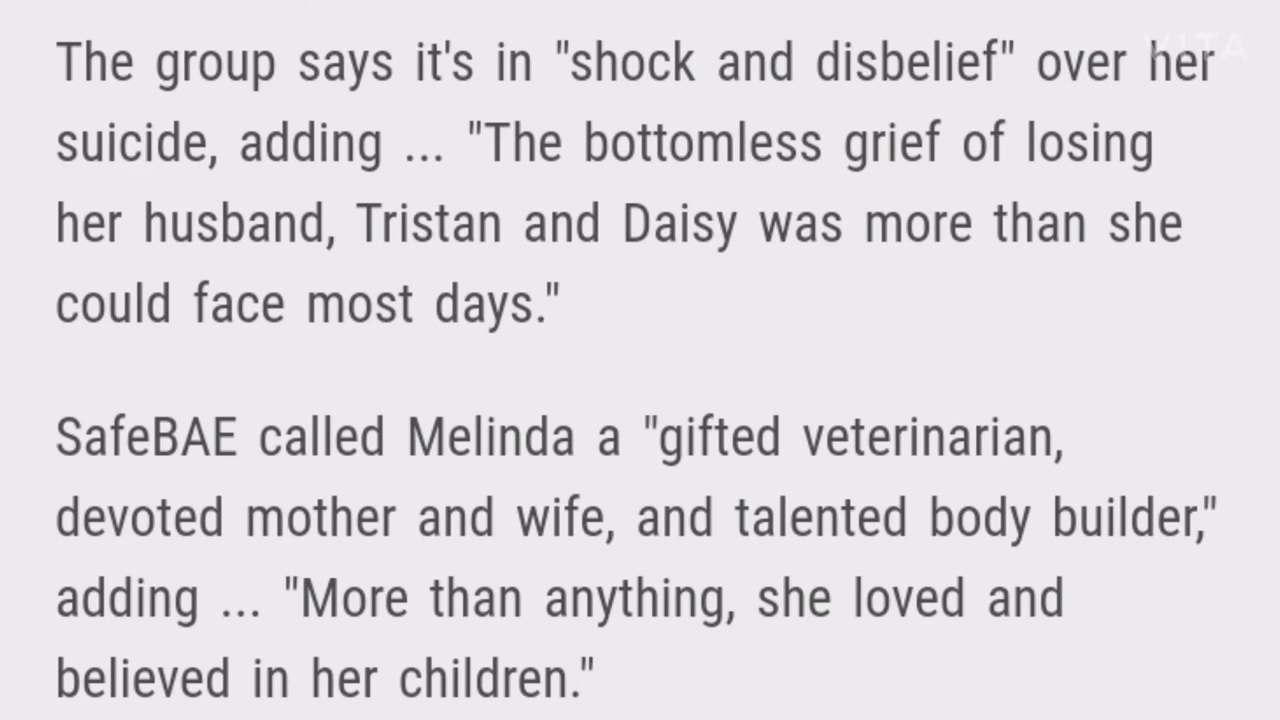 The group says it's in "shock and disbelief" over her
suicide, adding ... "The bottomless grief of losing
her husband, Tristan and Daisy was more than she
could face most days."
SafeBAE called Melinda a "gifted veterinarian,
devoted mother and wife, and talented body builder,"
adding ... "More than anything, she loved and
believed in her children."
VITA